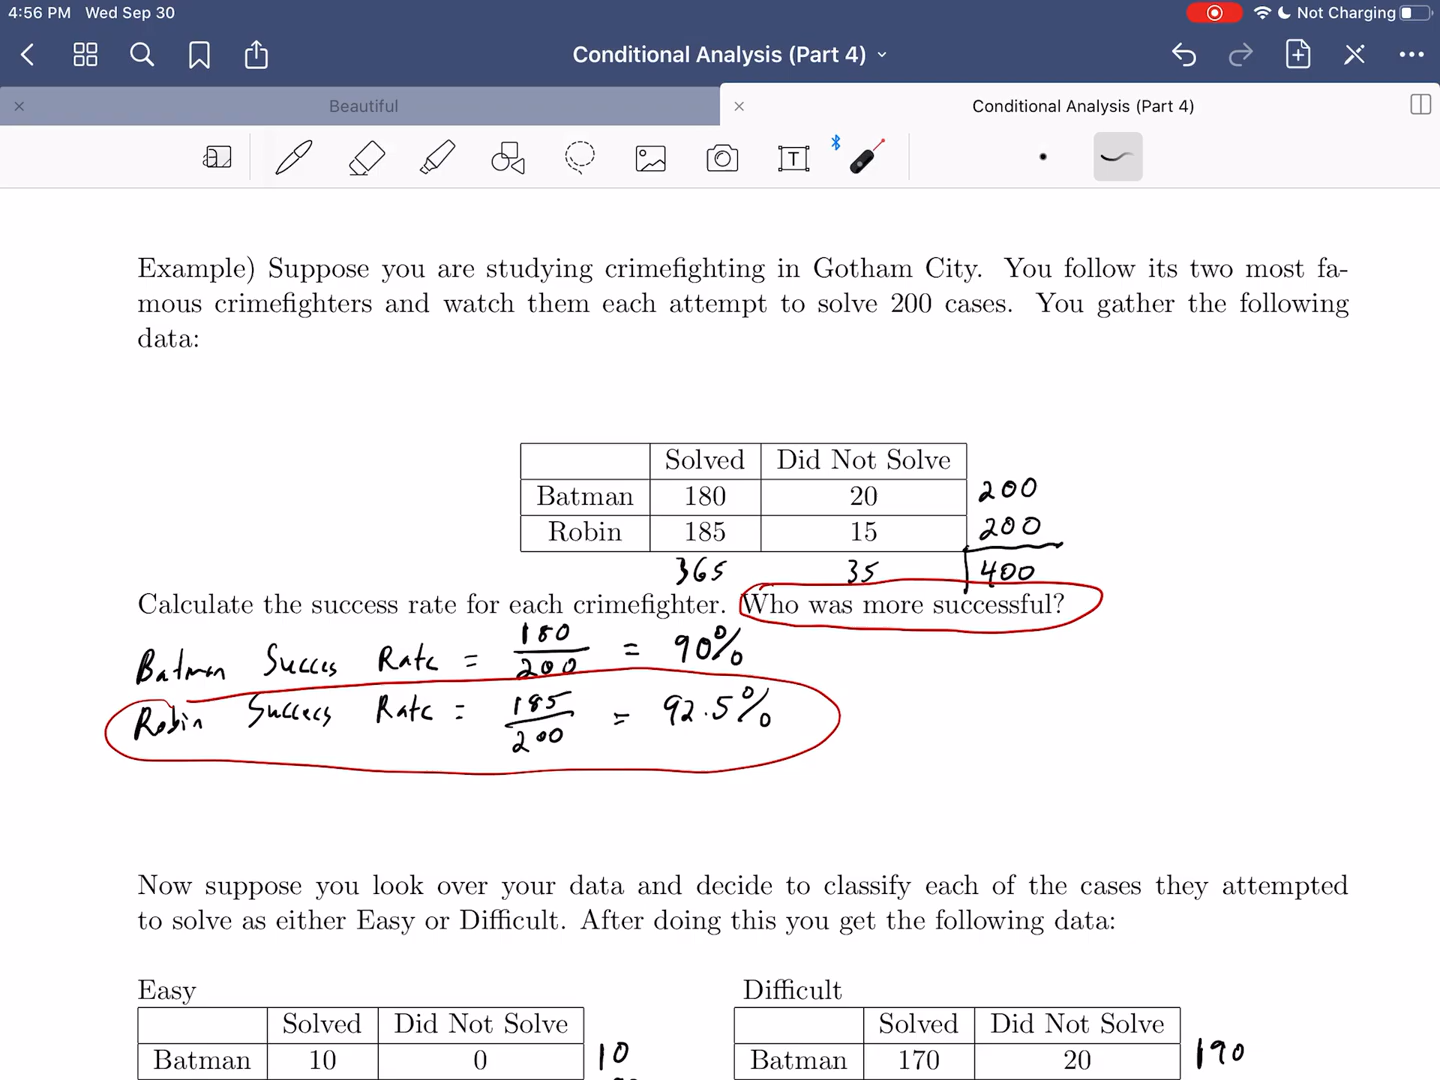 4:56 PM Wed Sep 30 Not Charging
Conditional Analysis (Part 4)
Beautiful Conditional Analysis (Part 4)
a T
Example) Suppose you are studying crimefighting in Gotham City. You follow its two most fa-
mous crimefighters and watch them each attempt to solve 200 cases. You gather the following
data:
Solved Did Not Solve
Batman 180 20 200
Robin 185 15 200
365 35 400
Calculate the success rate for each crimefighter. Who was more successful?
Batman Succes Rate = 180/200 = 90%
Robin Success Rate = 185/200 = 92.5%
Now suppose you look over your data and decide to classify each of the cases they attempted
to solve as either Easy or Difficult. After doing this you get the following data:
Easy Difficult
Solved Did Not Solve Solved Did Not Solve
Batman 10 0 10 Batman 170 20 190